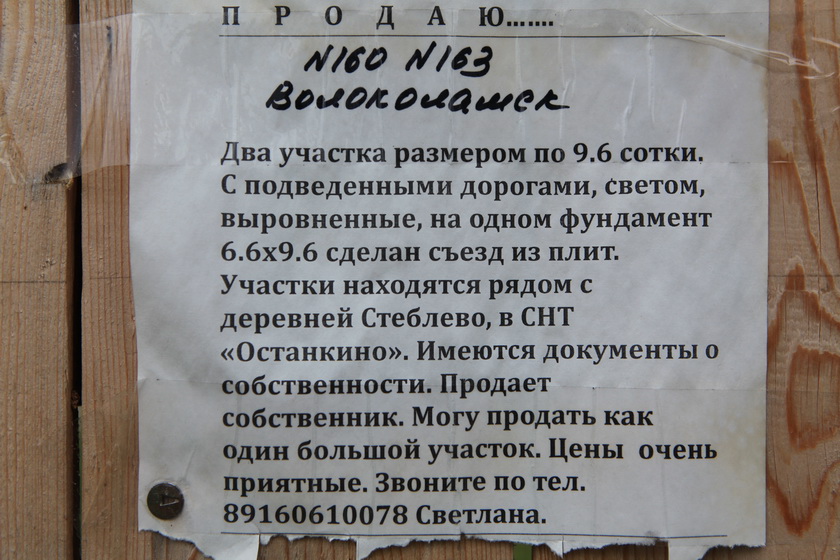 П Р О Д А Ю.......
N160 N163
Волоколамск
Два участка размером по 9.6 сотки.
С подведенными дорогами, светом,
выровненные, на одном фундамент
6.6х9.6 сделан съезд из плит.
Участки находятся рядом с
деревней Стеблево, в СНТ
«Останкино». Имеются документы о
собственности. Продает
собственник. Могу продать как
один большой участок. Цены очень
приятные. Звоните по тел.
89160610078 Светлана.